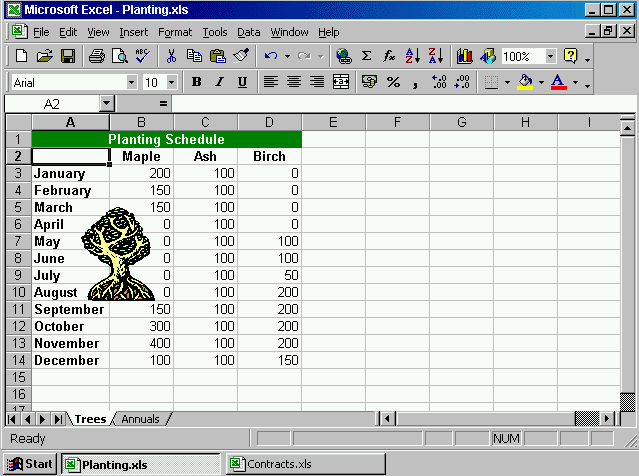 Microsoft Excel - Planting.xls
File Edit View Insert Format Tools Data Window Help
ABC Σ fx A Z Z A 100% ?
Arial 10 B I U $ % , A
A2 =
A B C D E F G H I
1 Planting Schedule
2 Maple Ash Birch
3 January 200 100 0
4 February 150 100 0
5 March 150 100 0
6 April 0 100 0
7 May 0 100 100
8 June 0 100 100
9 July 0 100 50
10 August 0 100 200
11 September 150 100 200
12 October 300 100 200
13 November 400 100 200
14 December 100 100 150
15
16
17
Trees Annuals
Ready NUM
Start Planting.xls Contracts.xls